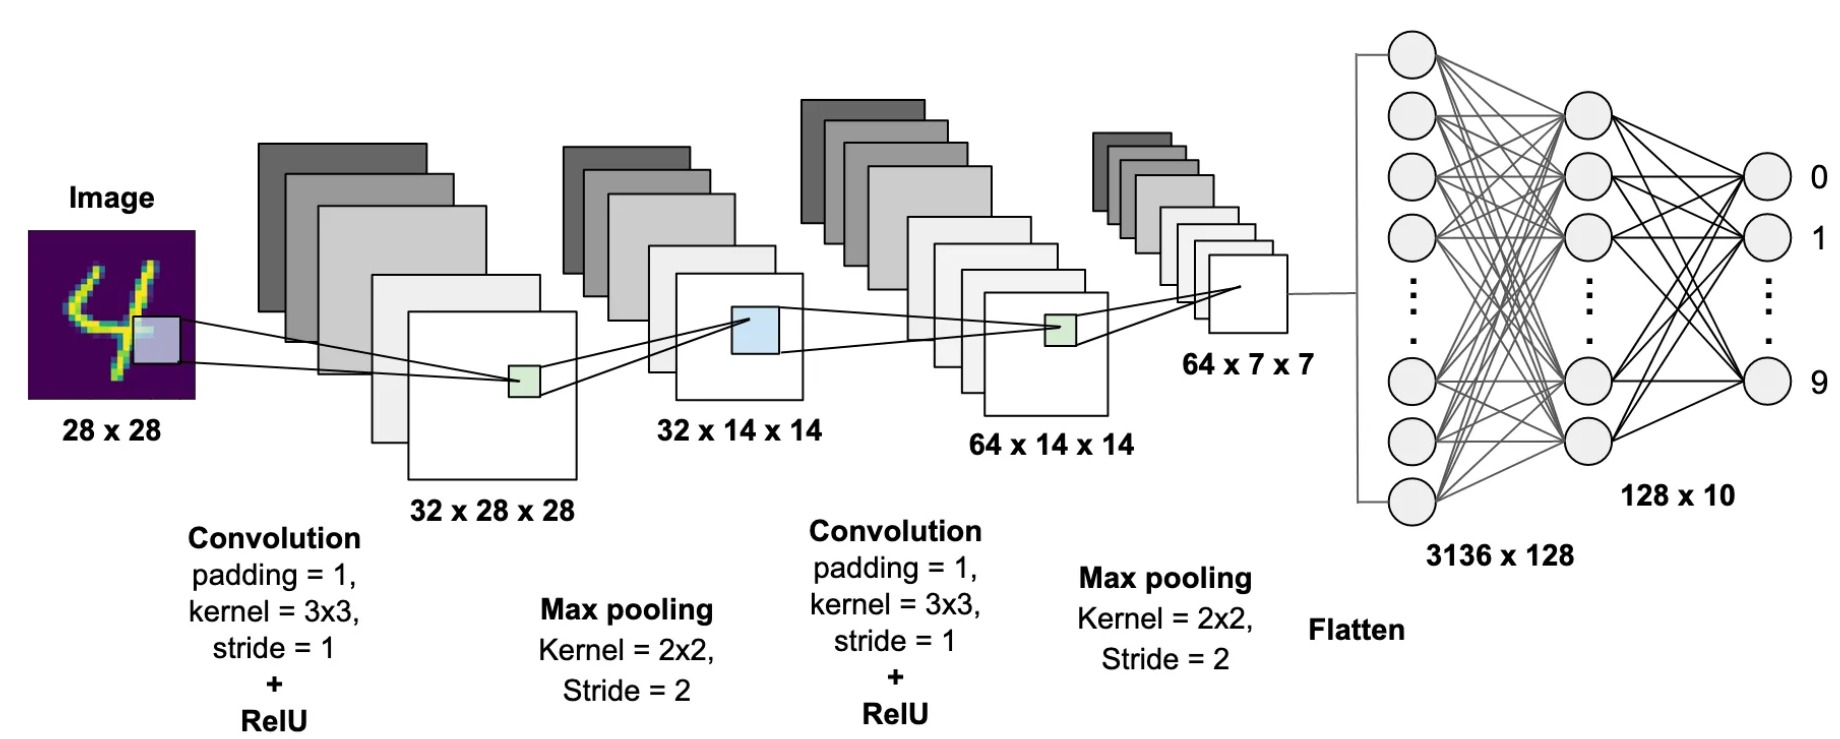 Image
28 x 28
32 x 28 x 28
Convolution
padding = 1,
kernel = 3x3,
stride = 1
+
RelU
32 x 14 x 14
Max pooling
Kernel = 2x2,
Stride = 2
64 x 14 x 14
Convolution
padding = 1,
kernel = 3x3,
stride = 1
+
RelU
64 x 7 x 7
Max pooling
Kernel = 2x2,
Stride = 2
Flatten
3136 x 128
128 x 10
0
1
9